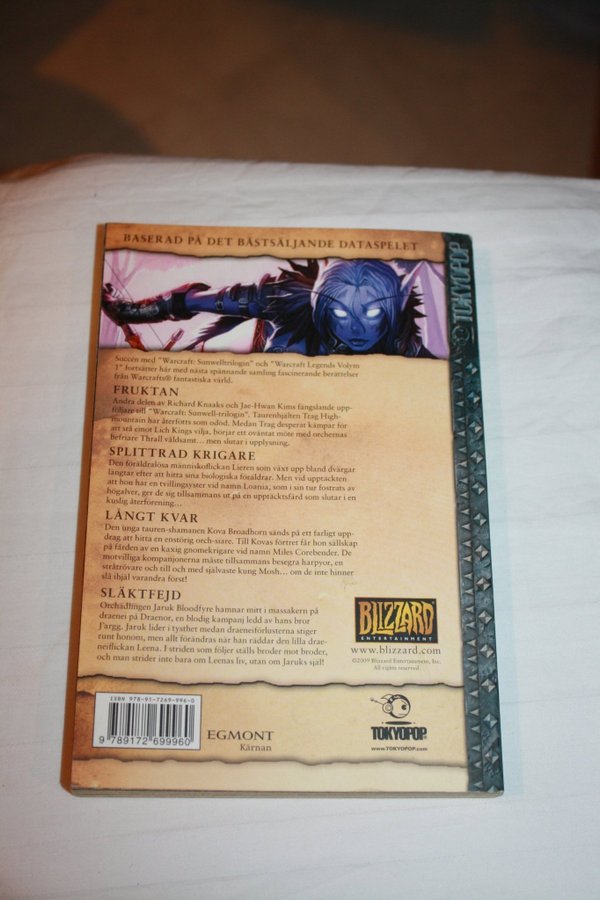 BASERAD PÅ DET BÄSTSÄLJANDE DATASPELET
TOKYOPOP
Succén med "Warcraft: Sunwelltrilogin" och "Warcraft Legends Volym
1" fortsätter här med nästa spännande samling fascinerande berättelser
från Warcrafts® fantastiska värld.
FRUKTAN
Andra delen av Richard Knaaks och Jae-Hwan Kims fängslande upp-
följare till "Warcraft: Sunwell-trilogin". Taurenhjälten Trag High-
mountain har återförts som odöd. Medan Trag desperat kämpar för
att stå emot Lich Kings vilja, börjar ett oväntat möte med orchernas
befriare Thrall våldsamt... men slutar i upplysning.
SPLITTRAD KRIGARE
Den föräldralösa människoflickan Lieren som växt upp bland dvärgar
längtar efter att hitta sina biologiska föräldrar. Men vid upptäckten
att hon har en tvillingsyster vid namn Loania, som i sin tur fostrats av
högalver, ger de sig tillsammans ut på en upptäcktsfärd som slutar i en
kuslig återförening...
LÅNGT KVAR
Den unga tauren-shamanen Kova Broadhorn sänds på ett farligt upp-
drag att hitta en enstörig orch-siare. Till Kovas förtret får hon sällskap
på färden av en kaxig gnomekrigare vid namn Miles Corebender. De
motvilliga kompanjonerna måste tillsammans besegra harpyor, en
stråtrövare och till och med självaste kung Mosh... om de inte hinner
slå ihjäl varandra först!
SLÄKTFEJD
Orchädlingen Jaruk Bloodfyre hamnar mitt i massakern på
draenei på Draenor, en blodig kampanj ledd av hans bror
J'argg. Jaruk lider i tysthet medan draeneiförlusterna stiger
runt honom, men allt förändras när han räddar den lilla drae-
neiflickan Leena. I striden som följer ställs broder mot broder,
och man strider inte bara om Leenas liv, utan om Jaruks själ!
BLIZZARD
ENTERTAINMENT
www.blizzard.com
©2009 Blizzard Entertainment, Inc.
All rights reserved.
ISBN 978-91-7269-996-0
9 789172 699960
EGMONT
Kärnan
TOKYOPOP
www.TOKYOPOP.com